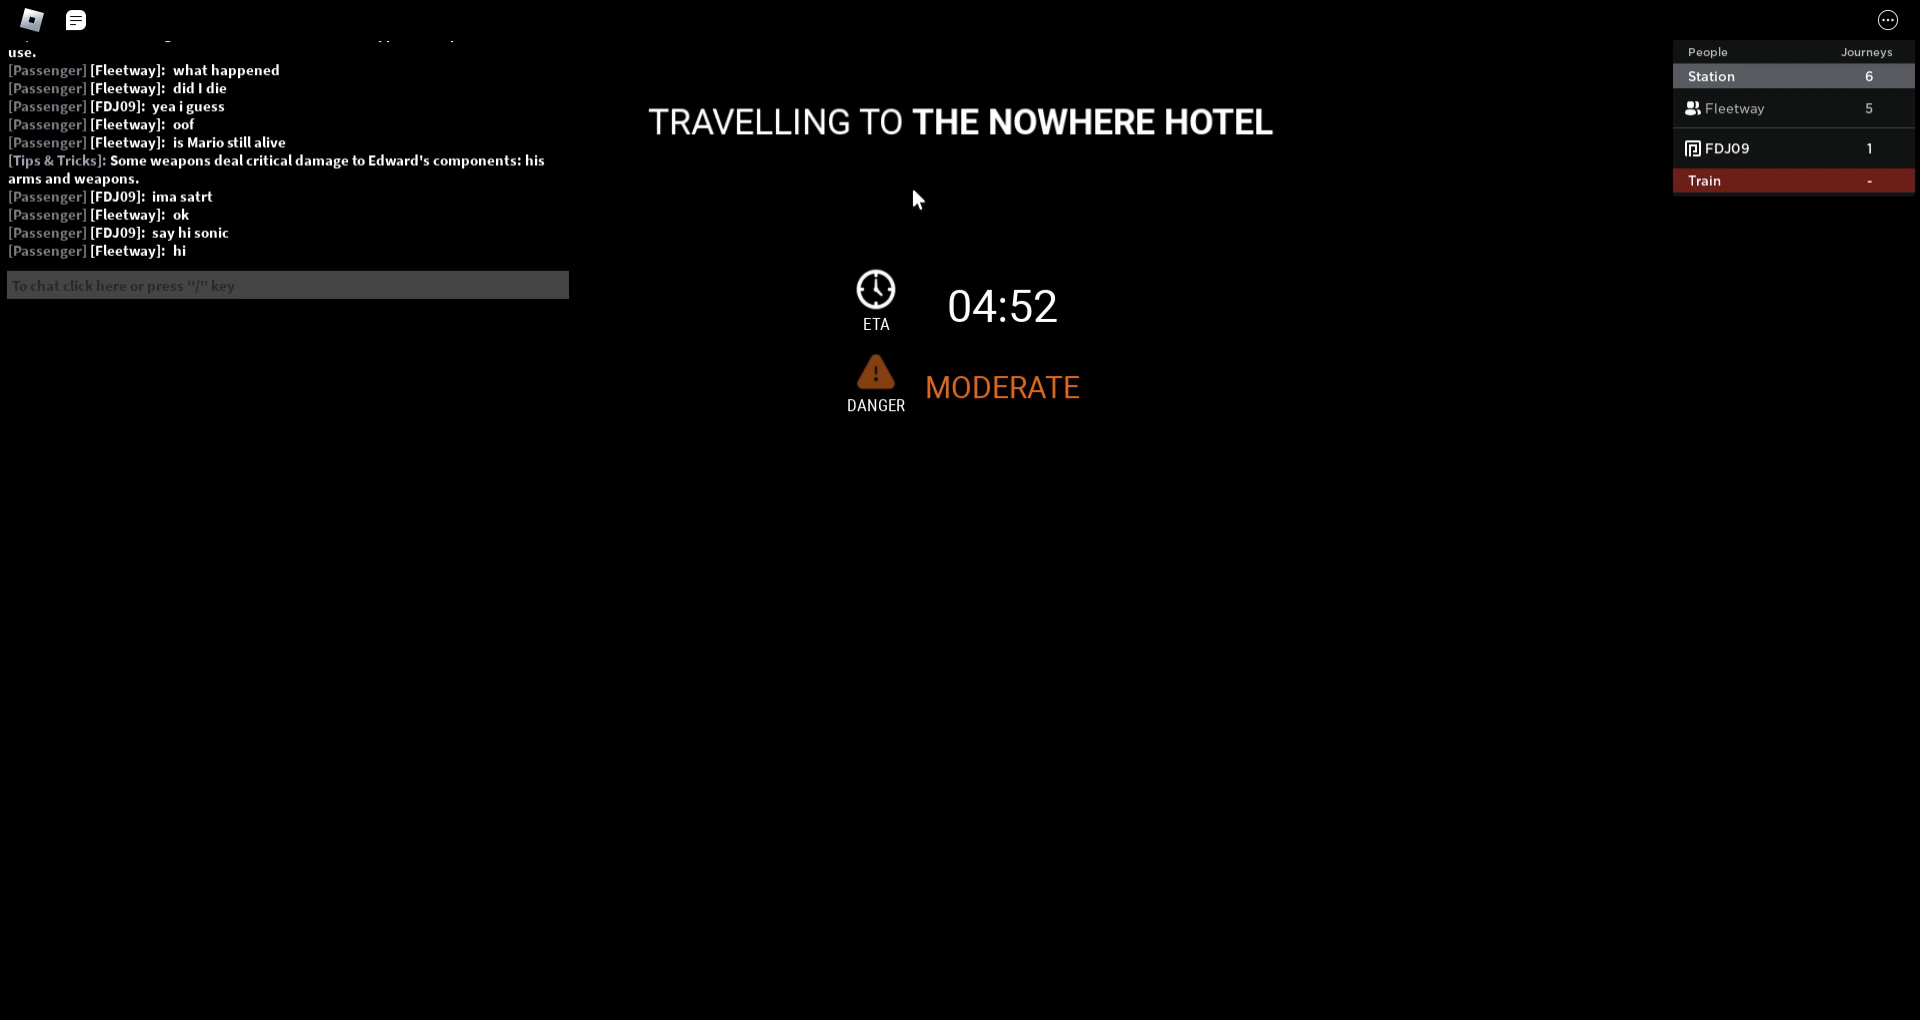 use.
[Passenger] [Fleetway]: what happened
[Passenger] [Fleetway]: did I die
[Passenger] [FDJ09]: yea i guess
[Passenger] [Fleetway]: oof
[Passenger] [Fleetway]: is Mario still alive
[Tips & Tricks]: Some weapons deal critical damage to Edward's components: his
arms and weapons.
[Passenger] [FDJ09]: ima satrt
[Passenger] [Fleetway]: ok
[Passenger] [FDJ09]: say hi sonic
[Passenger] [Fleetway]: hi
To chat click here or press "/" key
TRAVELLING TO THE NOWHERE HOTEL
04:52
ETA
MODERATE
DANGER
People Journeys
Station 6
Fleetway 5
FDJ09 1
Train -